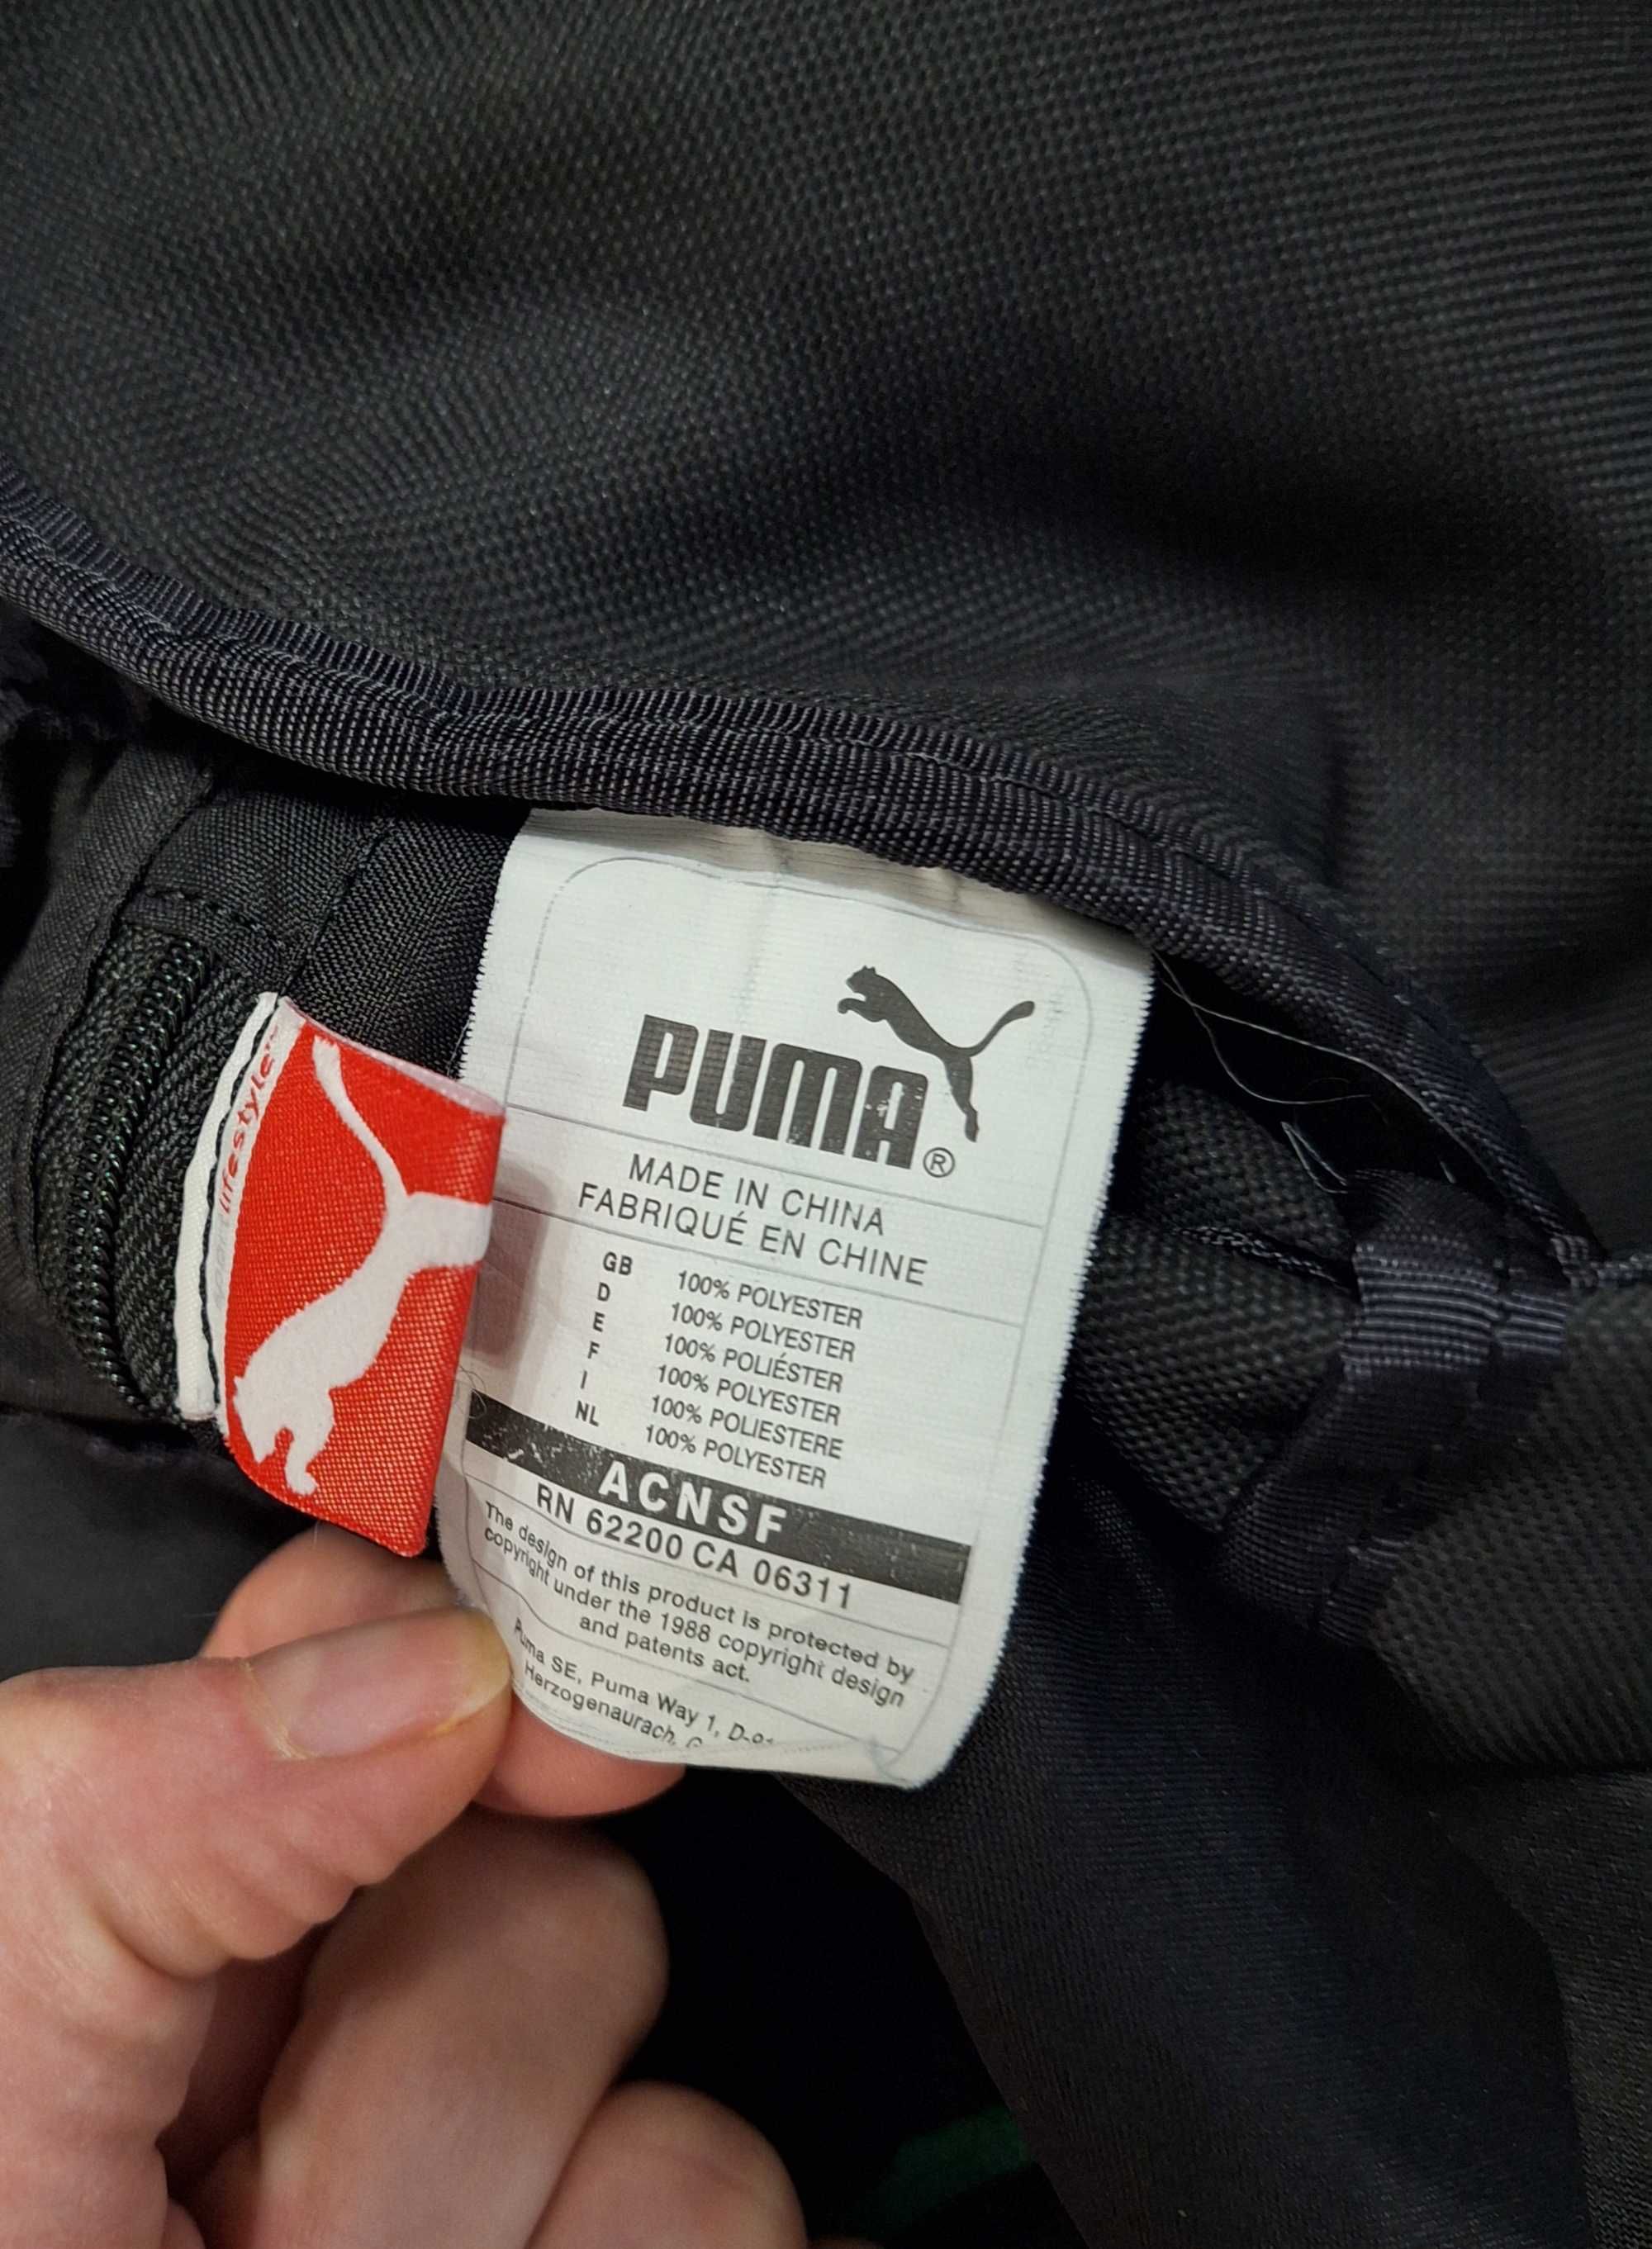 lifestyle
PUMA®
MADE IN CHINA
FABRIQUÉ EN CHINE
GB 100% POLYESTER
D 100% POLYESTER
E 100% POLIÉSTER
F 100% POLYESTER
I 100% POLIESTERE
NL 100% POLYESTER
ACNSF
RN 62200 CA 06311
The design of this product is protected by
copyright under the 1988 copyright design
and patents act.
Puma SE, Puma Way 1,
Herzogenaurach,